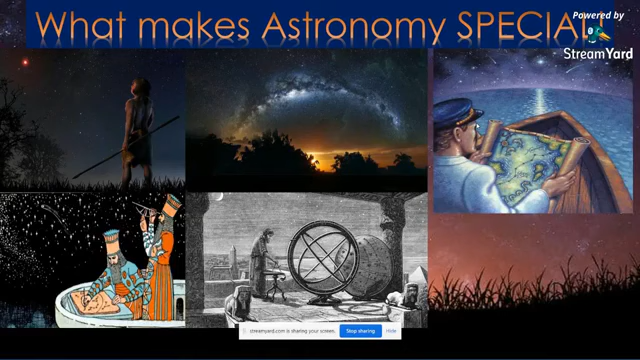 What makes Astronomy SPECIAL!
Powered by
StreamYard
streamyard.com is sharing your screen.
Stop sharing
Hide